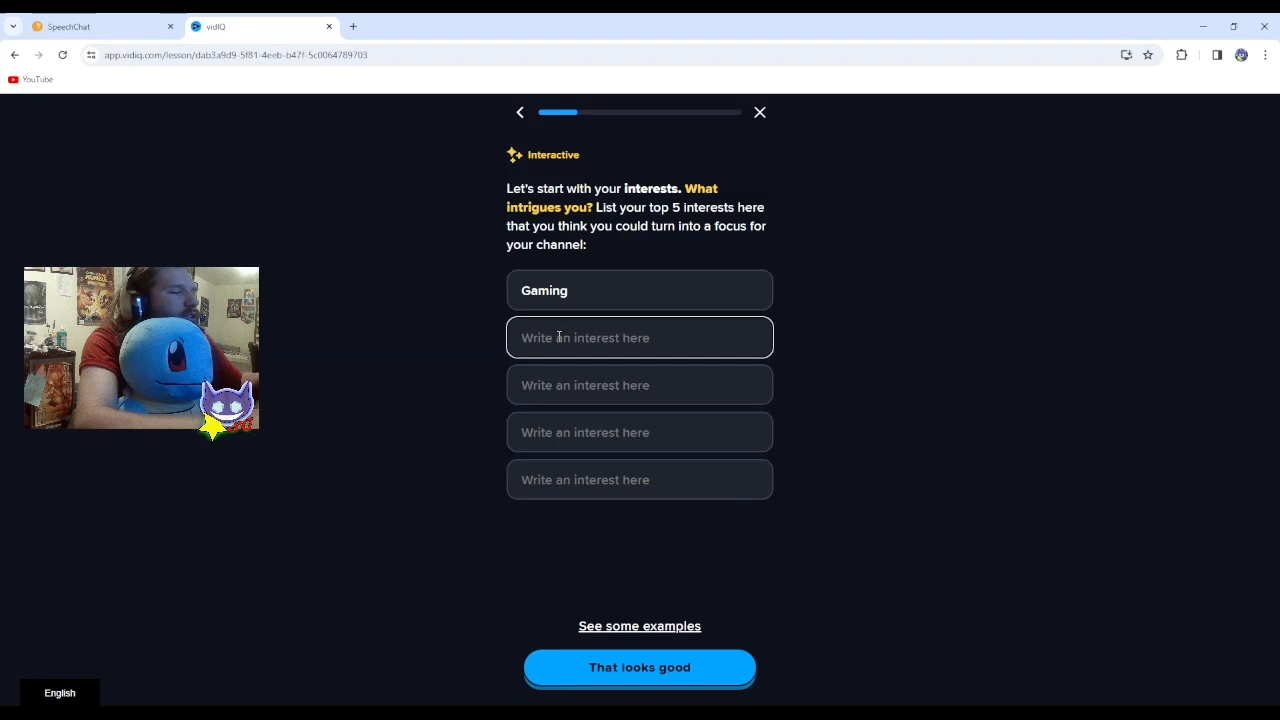 SpeechChat
vidIQ
app.vidiq.com/lesson/dab3a9d9-5f81-4eeb-b47f-5c0064789703
YouTube
Interactive
Let's start with your interests. What
intrigues you? List your top 5 interests here
that you think you could turn into a focus for
your channel:
Gaming
Write an interest here
Write an interest here
Write an interest here
Write an interest here
See some examples
That looks good
English